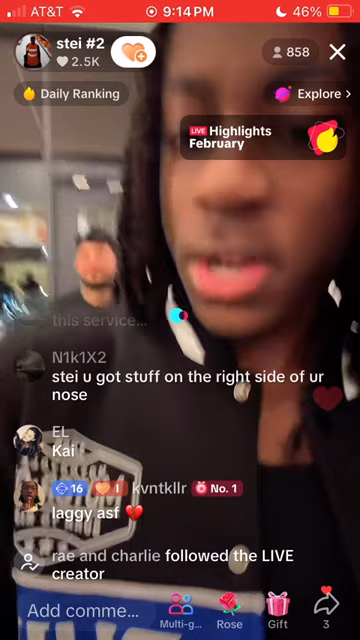 AT&T
9:14PM
46%
stei #2
2.5K
858
Daily Ranking
Explore >
LIVE Highlights
February
this service...
N1k1X2
stei u got stuff on the right side of ur
nose
EL
Kai
16
I
kvntkllr
No. 1
laggy asf 💔
rae and charlie followed the LIVE
creator
Add comme...
Multi-g...
Rose
Gift
3